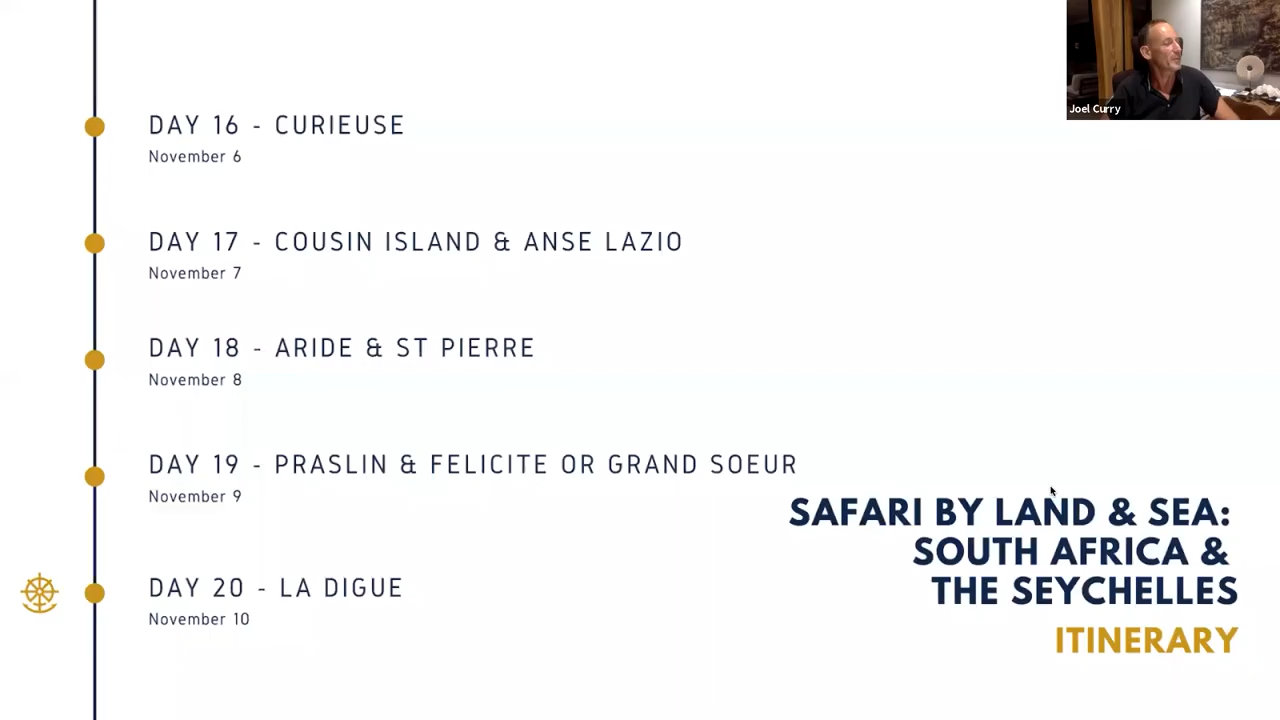 Joel Curry
DAY 16 - CURIEUSE
November 6
DAY 17 - COUSIN ISLAND & ANSE LAZIO
November 7
DAY 18 - ARIDE & ST PIERRE
November 8
DAY 19 - PRASLIN & FELICITE OR GRAND SOEUR
November 9
DAY 20 - LA DIGUE
November 10
SAFARI BY LAND & SEA:
SOUTH AFRICA &
THE SEYCHELLES
ITINERARY